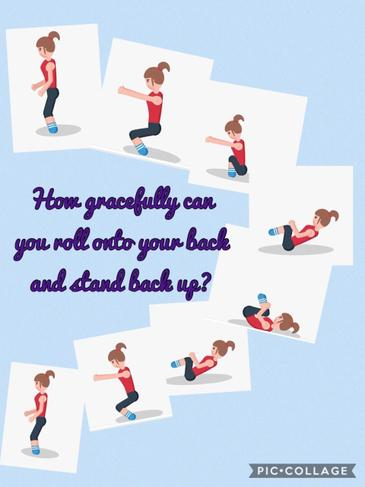 How gracefully can
you roll onto your back
and stand back up?
PIC•COLLAGE